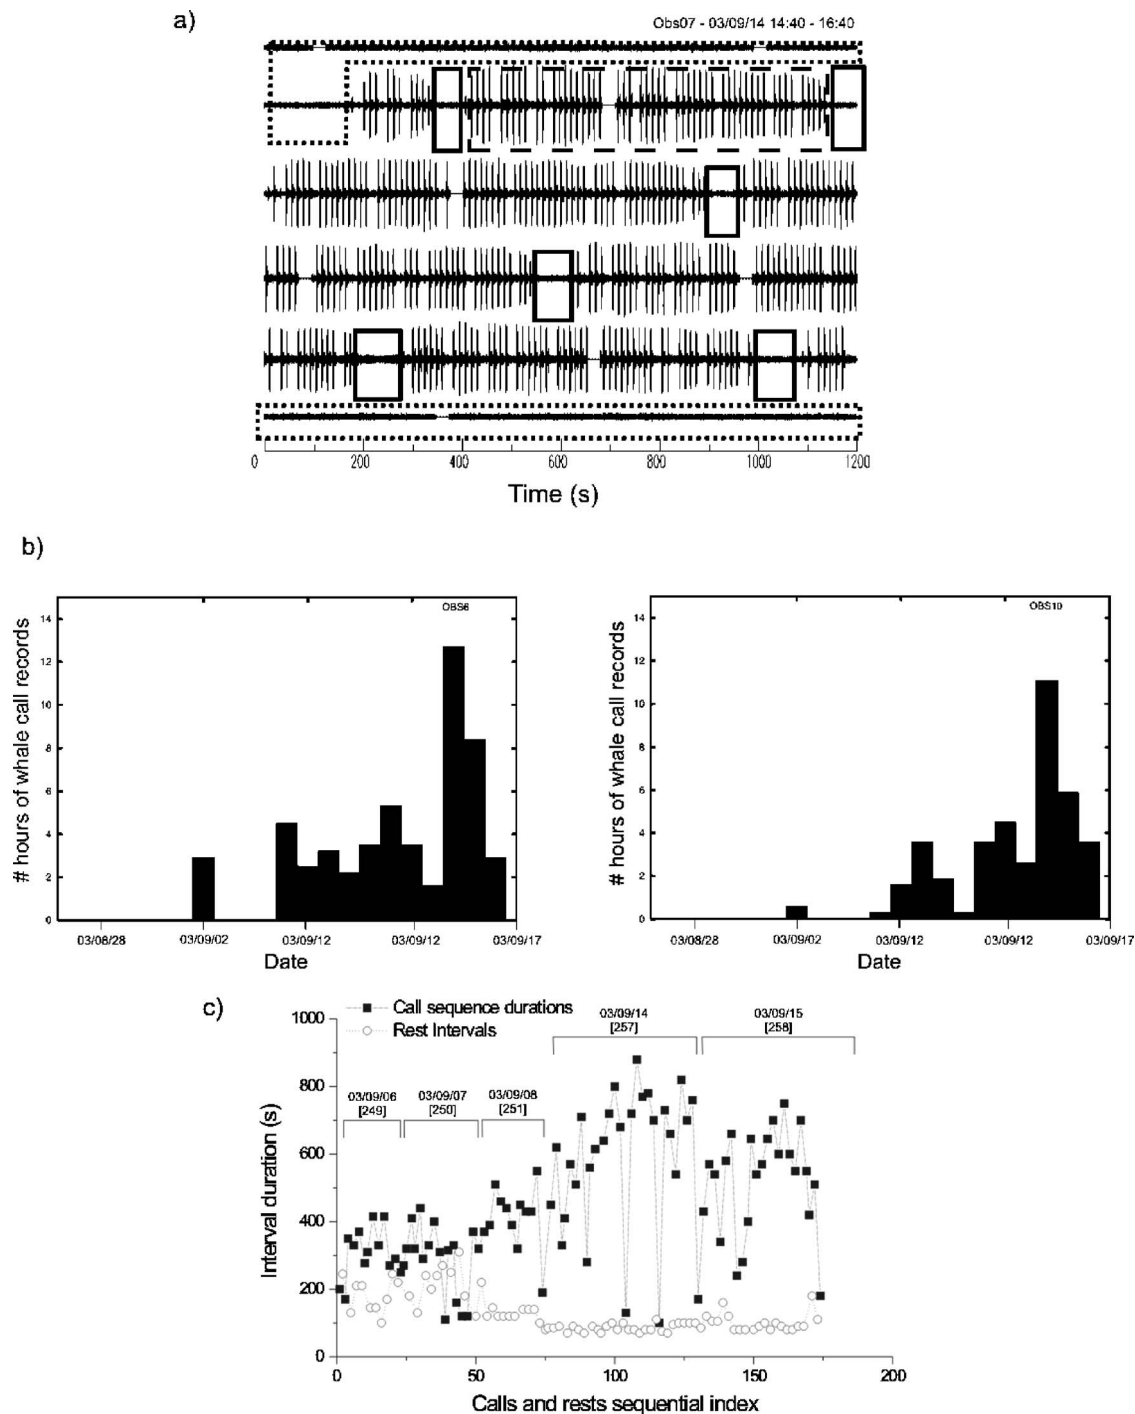 a)
Obs07 - 03/09/14 14:40 - 16:40
0 200 400 600 800 1000 1200
Time (s)
b)
OBS6
# hours of whale call records
14
12
10
8
6
4
2
0
03/08/28 03/09/02 03/09/12 03/09/12 03/09/17
Date
OBS10
# hours of whale call records
14
12
10
8
6
4
2
0
03/08/28 03/09/02 03/09/12 03/09/12 03/09/17
Date
c)
Call sequence durations
Rest Intervals
03/09/06
[249]
03/09/07
[250]
03/09/08
[251]
03/09/14
[257]
03/09/15
[258]
Interval duration (s)
1000
800
600
400
200
0
0 50 100 150 200
Calls and rests sequential index